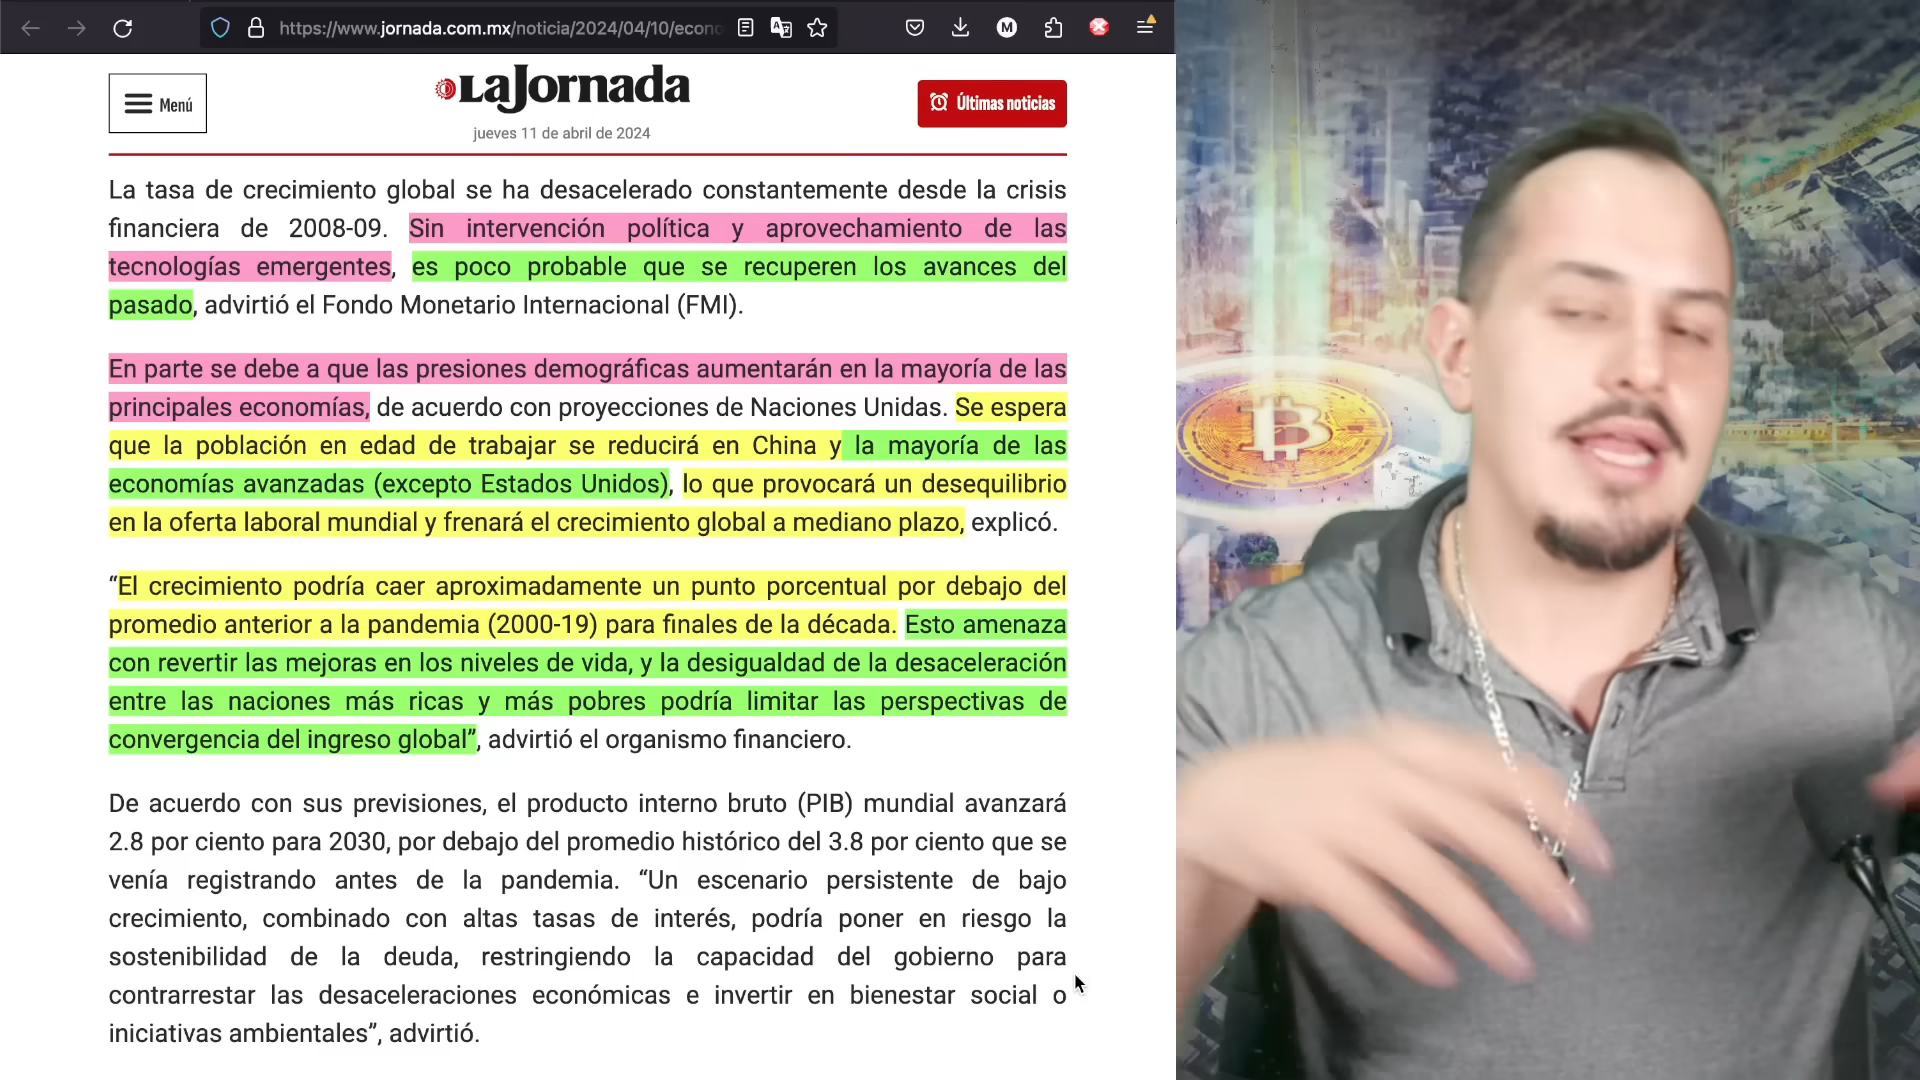 https://www.jornada.com.mx/noticia/2024/04/10/econo
M
Menú
LaJornada
Últimas noticias
jueves 11 de abril de 2024
La tasa de crecimiento global se ha desacelerado constantemente desde la crisis
financiera de 2008-09. Sin intervención política y aprovechamiento de las
tecnologías emergentes, es poco probable que se recuperen los avances del
pasado, advirtió el Fondo Monetario Internacional (FMI).
En parte se debe a que las presiones demográficas aumentarán en la mayoría de las
principales economías, de acuerdo con proyecciones de Naciones Unidas. Se espera
que la población en edad de trabajar se reducirá en China y la mayoría de las
economías avanzadas (excepto Estados Unidos), lo que provocará un desequilibrio
en la oferta laboral mundial y frenará el crecimiento global a mediano plazo, explicó.
“El crecimiento podría caer aproximadamente un punto porcentual por debajo del
promedio anterior a la pandemia (2000-19) para finales de la década. Esto amenaza
con revertir las mejoras en los niveles de vida, y la desigualdad de la desaceleración
entre las naciones más ricas y más pobres podría limitar las perspectivas de
convergencia del ingreso global”, advirtió el organismo financiero.
De acuerdo con sus previsiones, el producto interno bruto (PIB) mundial avanzará
2.8 por ciento para 2030, por debajo del promedio histórico del 3.8 por ciento que se
venía registrando antes de la pandemia. “Un escenario persistente de bajo
crecimiento, combinado con altas tasas de interés, podría poner en riesgo la
sostenibilidad de la deuda, restringiendo la capacidad del gobierno para
contrarrestar las desaceleraciones económicas e invertir en bienestar social o
iniciativas ambientales”, advirtió.